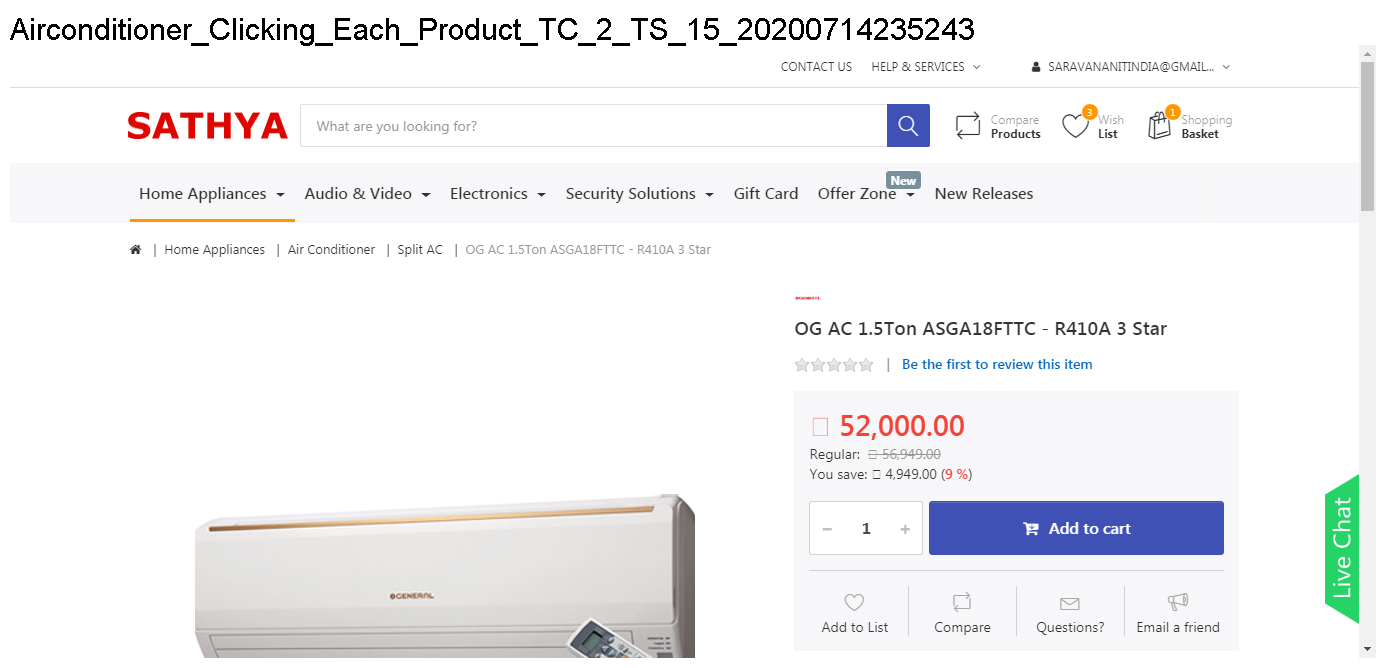 Airconditioner_Clicking_Each_Product_TC_2_TS_15_20200714235243
CONTACT US HELP & SERVICES SARAVANANITINDIA@GMAIL...
SATHYA What are you looking for? Compare Products 3 Wish List 1 Shopping Basket
Home Appliances Audio & Video Electronics Security Solutions Gift Card Offer Zone New New Releases
| Home Appliances | Air Conditioner | Split AC | OG AC 1.5Ton ASGA18FTTC - R410A 3 Star
OG AC 1.5Ton ASGA18FTTC - R410A 3 Star
| Be the first to review this item
52,000.00
Regular: 56,949.00
You save: 4,949.00 (9 %)
− 1 + Add to cart
Live Chat
GENERAL
Add to List Compare Questions? Email a friend